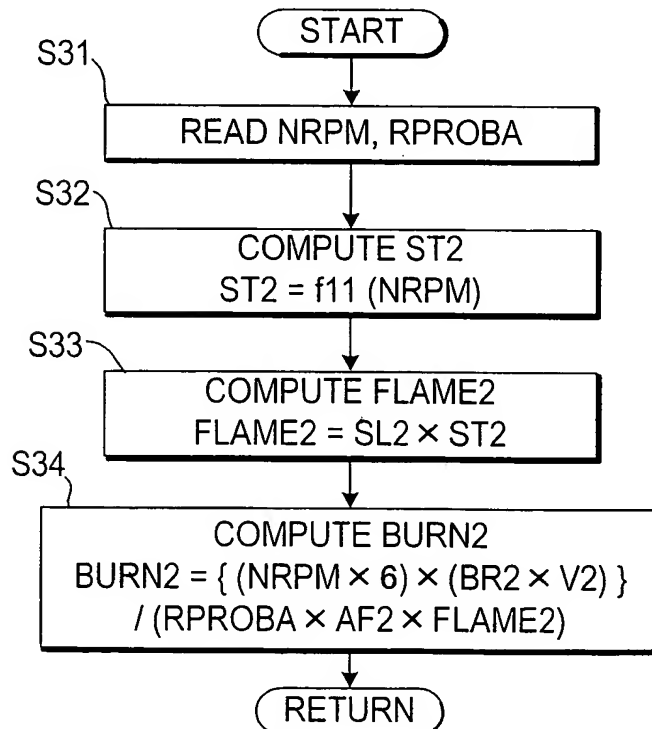 START
S31
READ NRPM, RPROBA
S32
COMPUTE ST2
ST2 = f11 (NRPM)
S33
COMPUTE FLAME2
FLAME2 = SL2 × ST2
S34
COMPUTE BURN2
BURN2 = { (NRPM × 6) × (BR2 × V2) }
/ (RPROBA × AF2 × FLAME2)
RETURN